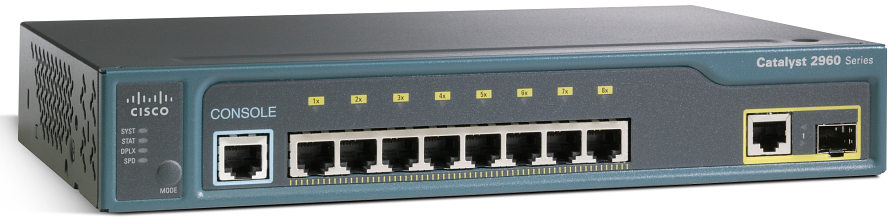 Catalyst 2960 Series
CISCO
CONSOLE
1x 2x 3x 4x 5x 6x 7x 8x
SYST
STAT
DPLX
SPD
MODE
1